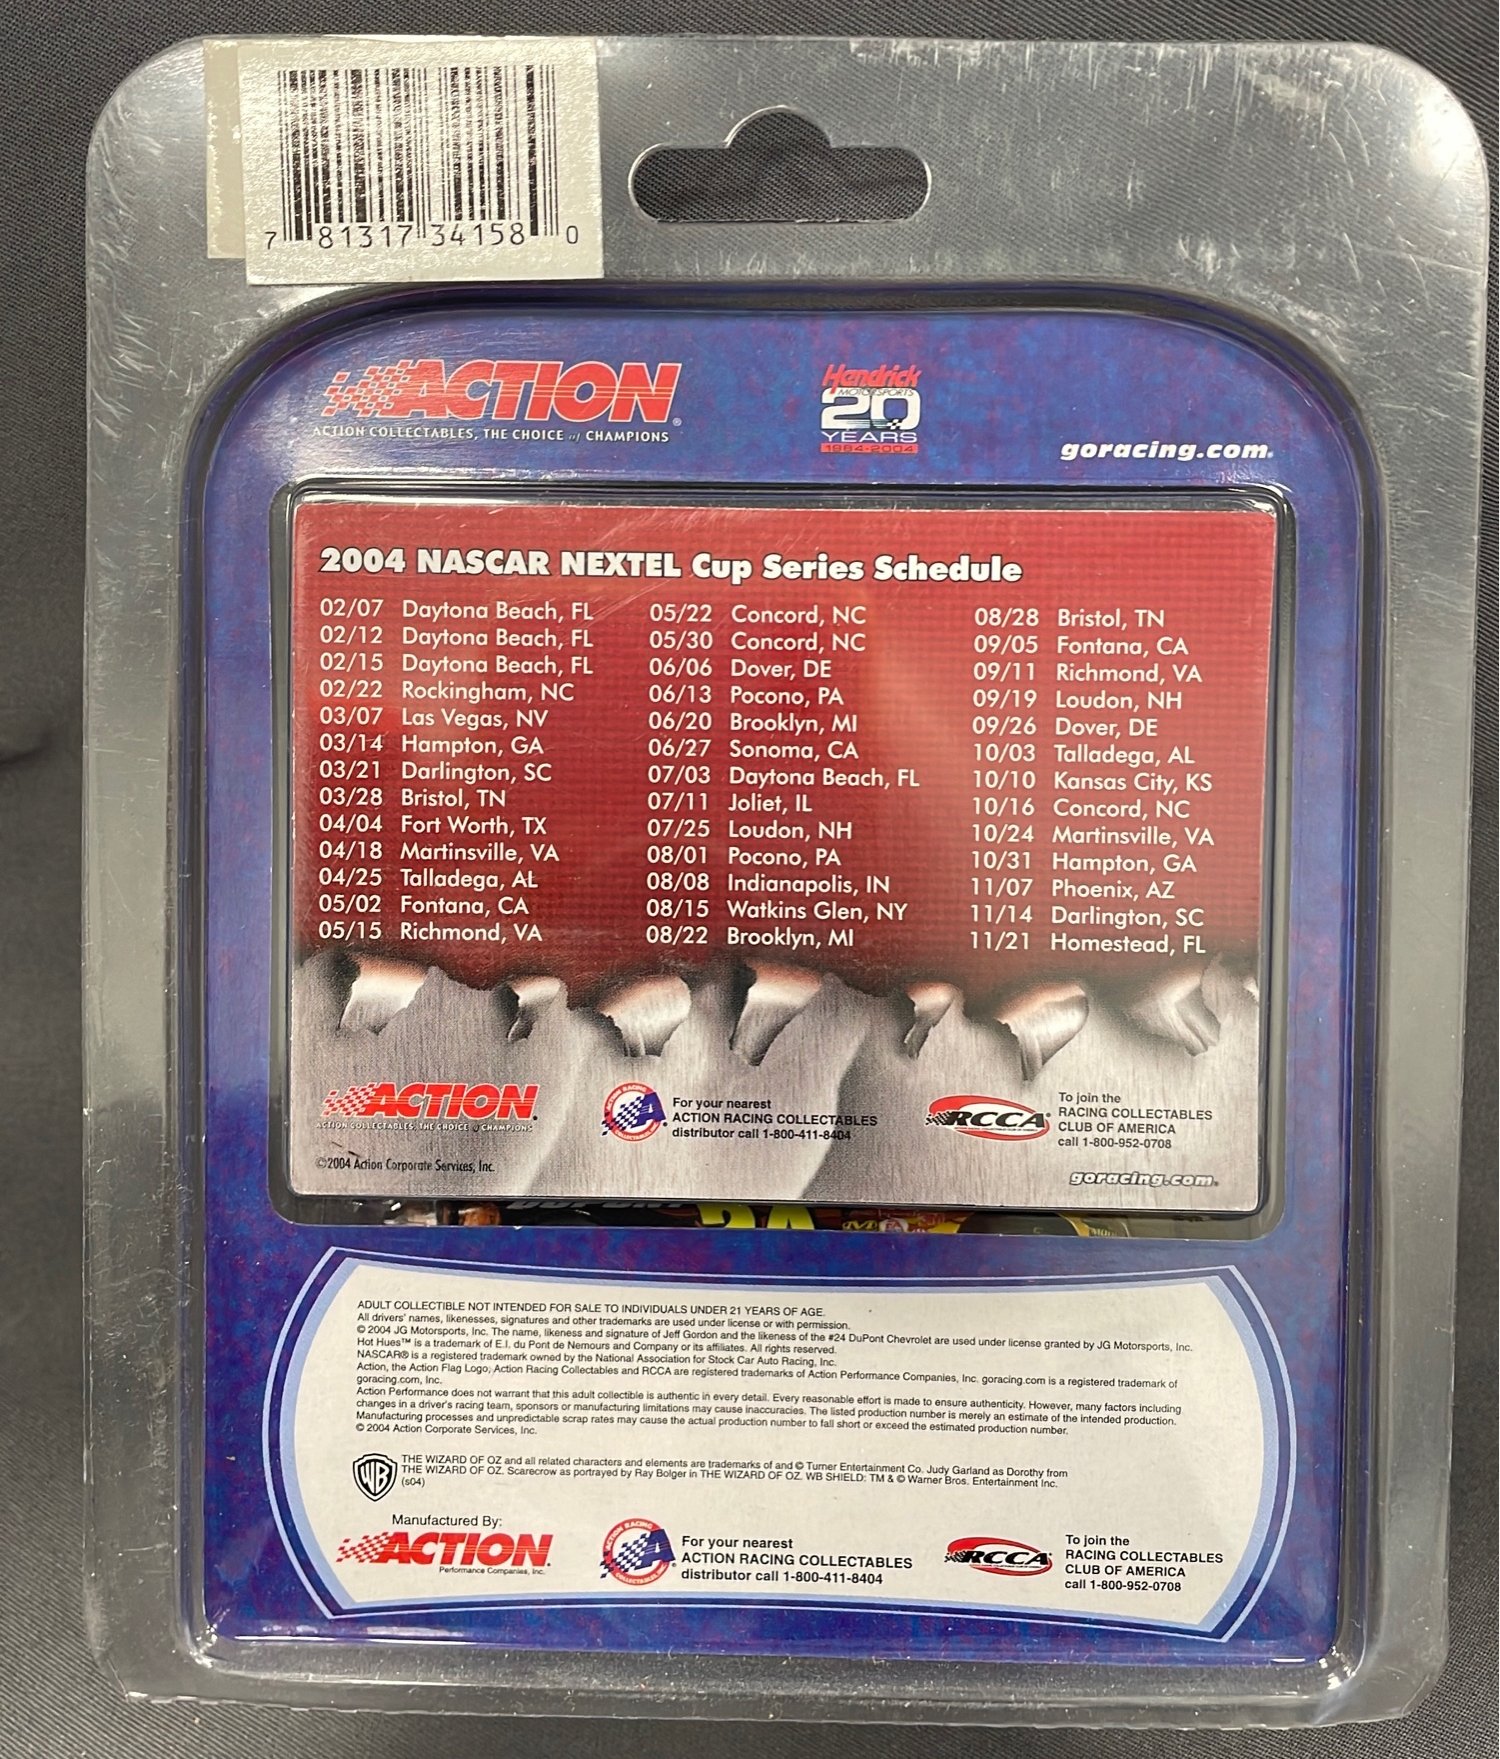 7 81317 34158 0
ACTION®
ACTION COLLECTABLES, THE CHOICE of CHAMPIONS
Hendrick
MOTORSPORTS
20
YEARS
1984-2004
goracing.com®
2004 NASCAR NEXTEL Cup Series Schedule
02/07 Daytona Beach, FL
02/12 Daytona Beach, FL
02/15 Daytona Beach, FL
02/22 Rockingham, NC
03/07 Las Vegas, NV
03/14 Hampton, GA
03/21 Darlington, SC
03/28 Bristol, TN
04/04 Fort Worth, TX
04/18 Martinsville, VA
04/25 Talladega, AL
05/02 Fontana, CA
05/15 Richmond, VA
05/22 Concord, NC
05/30 Concord, NC
06/06 Dover, DE
06/13 Pocono, PA
06/20 Brooklyn, MI
06/27 Sonoma, CA
07/03 Daytona Beach, FL
07/11 Joliet, IL
07/25 Loudon, NH
08/01 Pocono, PA
08/08 Indianapolis, IN
08/15 Watkins Glen, NY
08/22 Brooklyn, MI
08/28 Bristol, TN
09/05 Fontana, CA
09/11 Richmond, VA
09/19 Loudon, NH
09/26 Dover, DE
10/03 Talladega, AL
10/10 Kansas City, KS
10/16 Concord, NC
10/24 Martinsville, VA
10/31 Hampton, GA
11/07 Phoenix, AZ
11/14 Darlington, SC
11/21 Homestead, FL
ACTION®
ACTION COLLECTABLES, THE CHOICE of CHAMPIONS
©2004 Action Corporate Services, Inc.
ACTION RACING
COLLECTABLES, INC.
For your nearest
ACTION RACING COLLECTABLES
distributor call 1-800-411-8404
RCCA®
To join the
RACING COLLECTABLES
CLUB OF AMERICA
call 1-800-952-0708
goracing.com®
24
ADULT COLLECTIBLE NOT INTENDED FOR SALE TO INDIVIDUALS UNDER 21 YEARS OF AGE.
All drivers' names, likenesses, signatures and other trademarks are used under license or with permission.
© 2004 JG Motorsports, Inc. The name, likeness and signature of Jeff Gordon and the likeness of the #24 DuPont Chevrolet are used under license granted by JG Motorsports, Inc.
Hot Hues™ is a trademark of E.I. du Pont de Nemours and Company or its affiliates. All rights reserved.
NASCAR® is a registered trademark owned by the National Association for Stock Car Auto Racing, Inc.
Action, the Action Flag Logo, Action Racing Collectables and RCCA are registered trademarks of Action Performance Companies, Inc. goracing.com is a registered trademark of
goracing.com, Inc.
Action Performance does not warrant that this adult collectible is authentic in every detail. Every reasonable effort is made to ensure authenticity. However, many factors including
changes in a driver's racing team, sponsors or manufacturing limitations may cause inaccuracies. The listed production number is merely an estimate of the intended production.
Manufacturing processes and unpredictable scrap rates may cause the actual production number to fall short or exceed the estimated production number.
© 2004 Action Corporate Services, Inc.
WB
THE WIZARD OF OZ and all related characters and elements are trademarks of and © Turner Entertainment Co. Judy Garland as Dorothy from
THE WIZARD OF OZ. Scarecrow as portrayed by Ray Bolger in THE WIZARD OF OZ. WB SHIELD: TM & © Warner Bros. Entertainment Inc.
(s04)
Manufactured By:
ACTION®
Performance Companies, Inc.
ACTION RACING
COLLECTABLES, INC.
For your nearest
ACTION RACING COLLECTABLES
distributor call 1-800-411-8404
RCCA®
To join the
RACING COLLECTABLES
CLUB OF AMERICA
call 1-800-952-0708